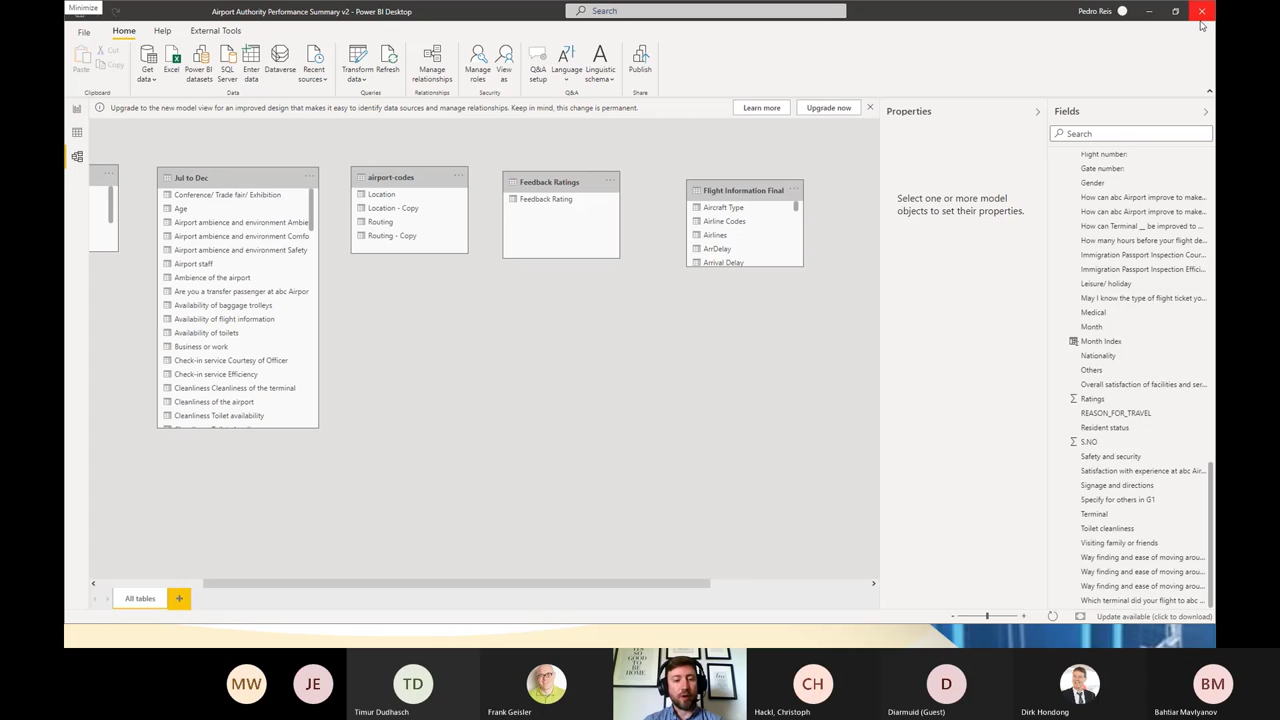 Minimize
Airport Authority Performance Summary v2 - Power BI Desktop
Search
Pedro Reis
File
Home
Help
External Tools
Paste
Cut
Copy
Get data
Excel
Power BI datasets
SQL Server
Enter data
Dataverse
Recent sources
Transform data
Refresh
Manage relationships
Manage roles
View as
Q&A setup
Language
Linguistic schema
Publish
Clipboard
Data
Queries
Relationships
Security
Q&A
Share
Upgrade to the new model view for an improved design that makes it easy to identify data sources and manage relationships. Keep in mind, this change is permanent.
Learn more
Upgrade now
Jul to Dec
Conference/ Trade fair/ Exhibition
Age
Airport ambience and environment Ambie
Airport ambience and environment Comfo
Airport ambience and environment Safety
Airport staff
Ambience of the airport
Are you a transfer passenger at abc Airpor
Availability of baggage trolleys
Availability of flight information
Availability of toilets
Business or work
Check-in service Courtesy of Officer
Check-in service Efficiency
Cleanliness Cleanliness of the terminal
Cleanliness of the airport
Cleanliness Toilet availability
airport-codes
Location
Location - Copy
Routing
Routing - Copy
Feedback Ratings
Feedback Rating
Flight Information Final
Aircraft Type
Airline Codes
Airlines
ArrDelay
Arrival Delay
Properties
Select one or more model
objects to set their properties.
Fields
Search
Flight number:
Gate number:
Gender
How can abc Airport improve to make...
How can abc Airport improve to make...
How can Terminal __ be improved to ...
How many hours before your flight de...
Immigration Passport Inspection Cour...
Immigration Passport Inspection Effici...
Leisure/ holiday
May I know the type of flight ticket yo...
Medical
Month
Month Index
Nationality
Others
Overall satisfaction of facilities and ser...
Ratings
REASON_FOR_TRAVEL
Resident status
S.NO
Safety and security
Satisfaction with experience at abc Air...
Signage and directions
Specify for others in G1
Terminal
Toilet cleanliness
Visiting family or friends
Way finding and ease of moving arou...
Way finding and ease of moving arou...
Way finding and ease of moving arou...
Which terminal did your flight to abc ...
All tables
Update available (click to download)
MW
JE
TD
Timur Dudhasch
Frank Geisler
CH
Hackl, Christoph
D
Diarmuid (Guest)
Dirk Hondong
BM
Bahtiar Mavlyanov